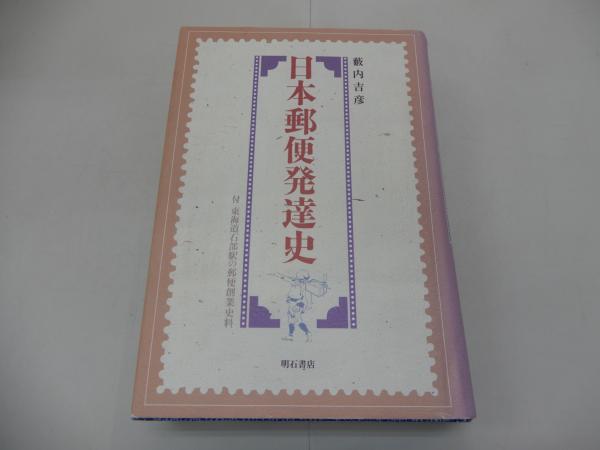 藪内吉彦
日本郵便発達史
付 東海道石部駅の郵便創業史料
明石書店